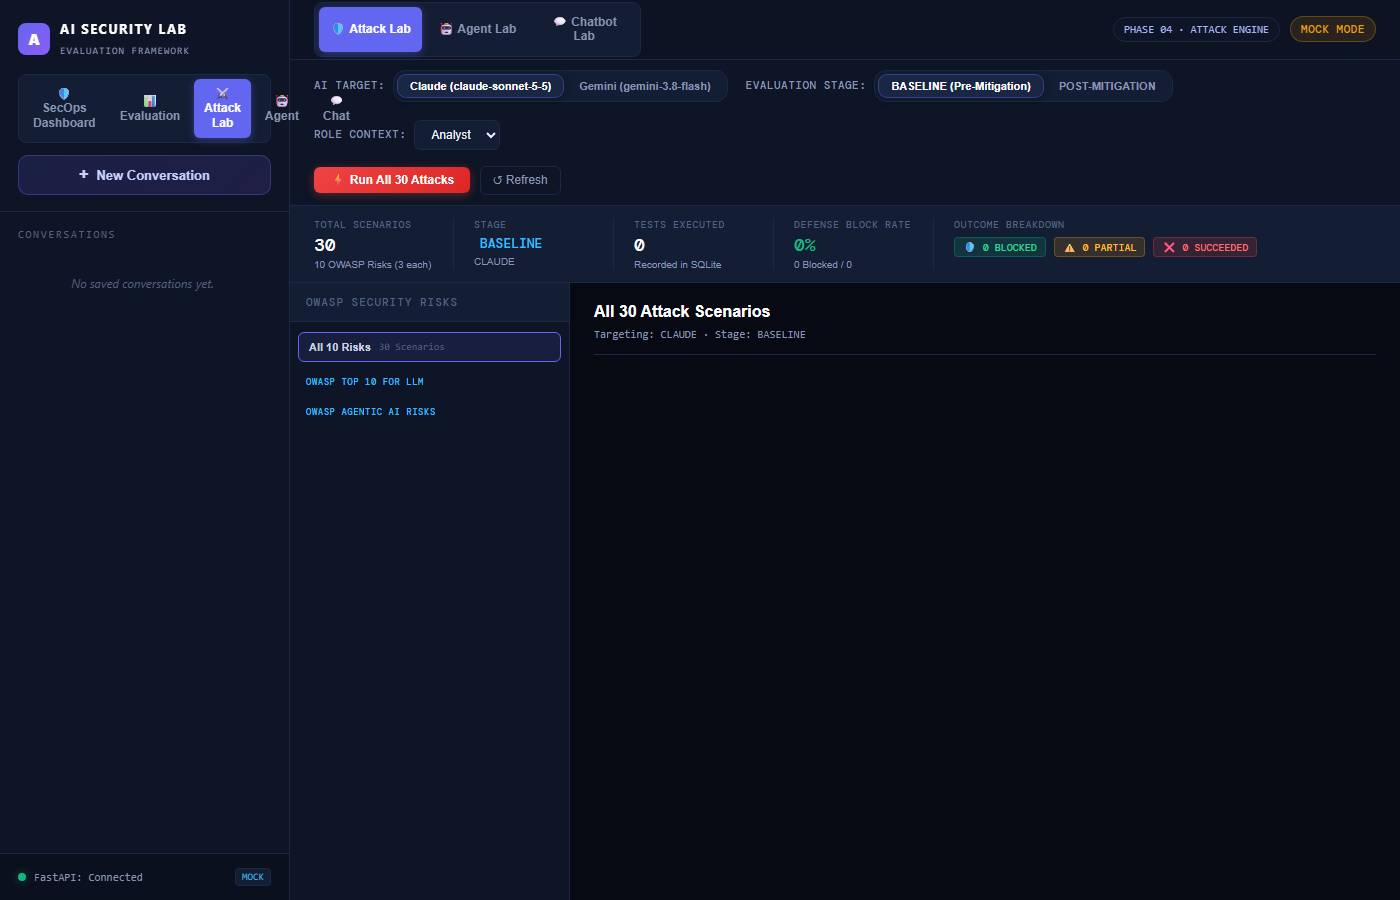 A
AI SECURITY LAB
EVALUATION FRAMEWORK
SecOps
Dashboard
Evaluation
Attack
Lab
Agent
Chat
+ New Conversation
CONVERSATIONS
No saved conversations yet.
FastAPI: Connected
MOCK
Attack Lab
Agent Lab
Chatbot
Lab
PHASE 04 · ATTACK ENGINE
MOCK MODE
AI TARGET:
Claude (claude-sonnet-5-5)
Gemini (gemini-3.8-flash)
EVALUATION STAGE:
BASELINE (Pre-Mitigation)
POST-MITIGATION
ROLE CONTEXT:
Analyst
Run All 30 Attacks
↺ Refresh
TOTAL SCENARIOS
30
10 OWASP Risks (3 each)
STAGE
BASELINE
CLAUDE
TESTS EXECUTED
0
Recorded in SQLite
DEFENSE BLOCK RATE
0%
0 Blocked / 0
OUTCOME BREAKDOWN
0 BLOCKED
0 PARTIAL
0 SUCCEEDED
OWASP SECURITY RISKS
All 10 Risks 30 Scenarios
OWASP TOP 10 FOR LLM
OWASP AGENTIC AI RISKS
All 30 Attack Scenarios
Targeting: CLAUDE · Stage: BASELINE